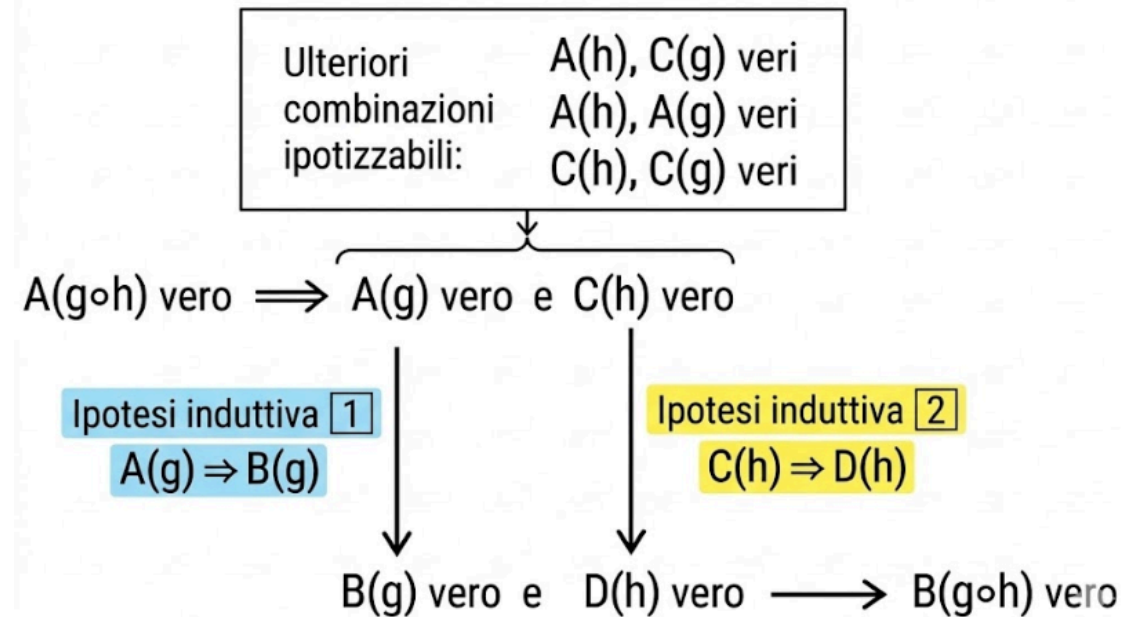 Ulteriori combinazioni ipotizzabili:
A(h), C(g) veri
A(h), A(g) veri
C(h), C(g) veri
A(g∘h) vero ⟹ A(g) vero e C(h) vero
Ipotesi induttiva 1
A(g) ⇒ B(g)
Ipotesi induttiva 2
C(h) ⇒ D(h)
B(g) vero e D(h) vero ⟶ B(g∘h) vero